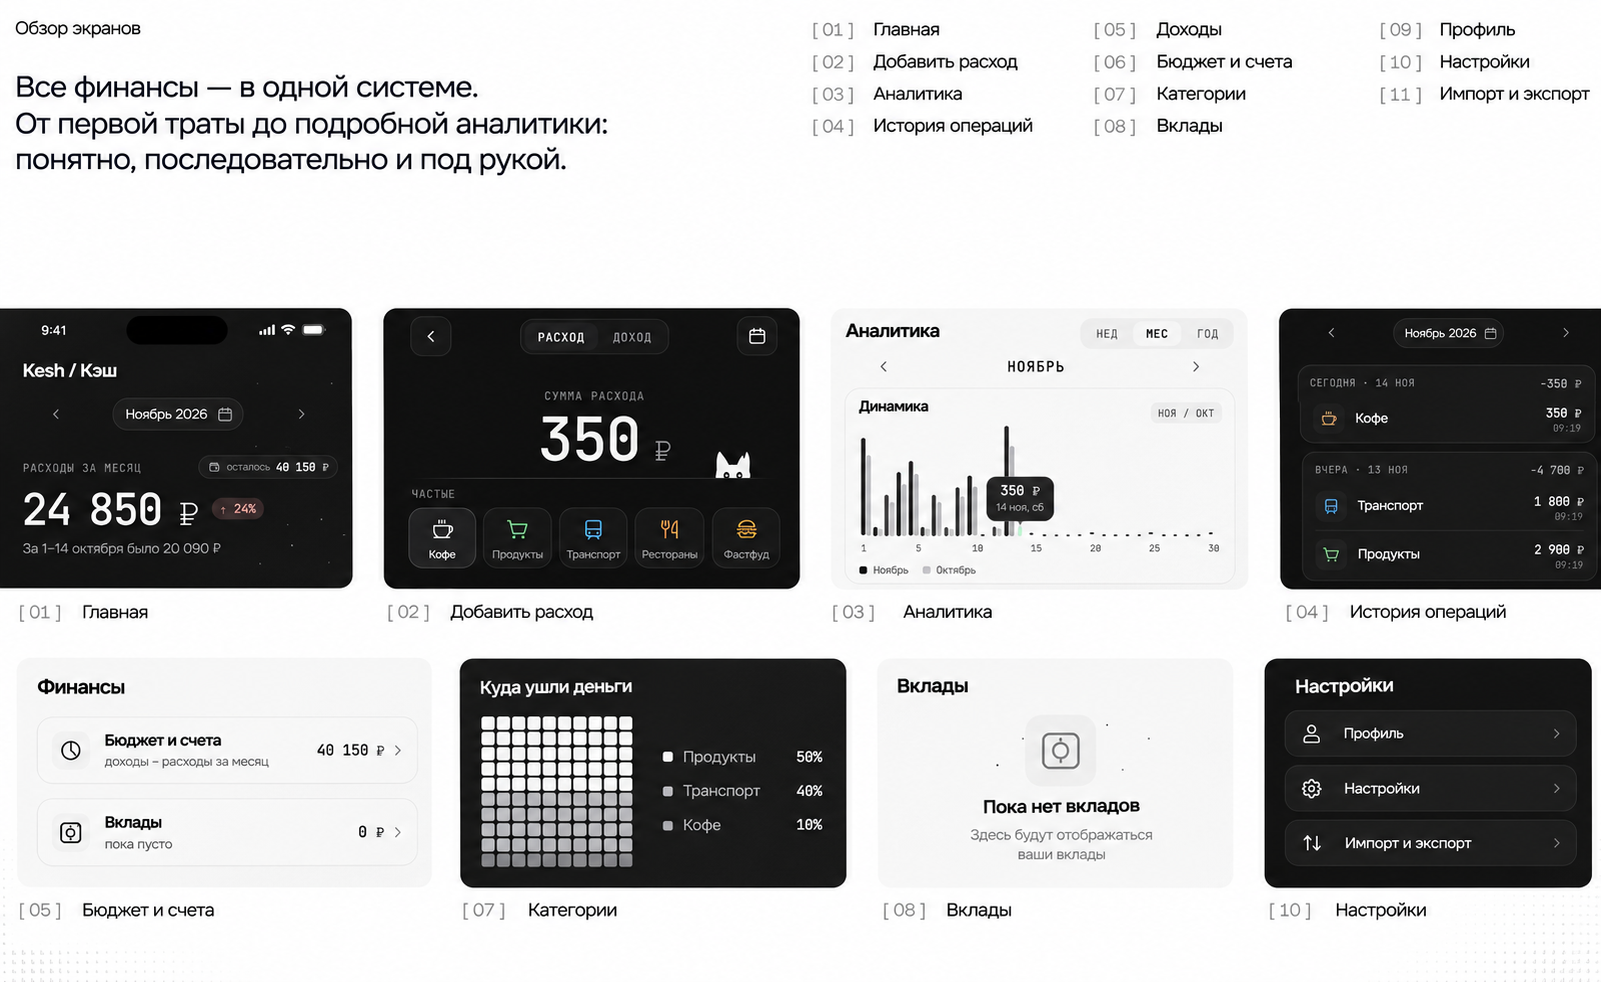 Обзор экранов
Все финансы — в одной системе.
От первой траты до подробной аналитики:
понятно, последовательно и под рукой.
[ 01 ] Главная
[ 02 ] Добавить расход
[ 03 ] Аналитика
[ 04 ] История операций
[ 05 ] Доходы
[ 06 ] Бюджет и счета
[ 07 ] Категории
[ 08 ] Вклады
[ 09 ] Профиль
[ 10 ] Настройки
[ 11 ] Импорт и экспорт
9:41
Kesh / Кэш
Ноябрь 2026
РАСХОДЫ ЗА МЕСЯЦ
осталось 40 150 ₽
24 850 ₽
↑ 24%
За 1–14 октября было 20 090 ₽
[ 01 ] Главная
РАСХОД ДОХОД
СУММА РАСХОДА
350 ₽
ЧАСТЫЕ
Кофе Продукты Транспорт Рестораны Фастфуд
[ 02 ] Добавить расход
Аналитика
НЕД МЕС ГОД
НОЯБРЬ
Динамика
НОЯ / ОКТ
350 ₽
14 ноя, сб
1 5 10 15 20 25 30
Ноябрь Октябрь
[ 03 ] Аналитика
Ноябрь 2026
СЕГОДНЯ · 14 НОЯ -350 ₽
Кофе 350 ₽
09:19
ВЧЕРА · 13 НОЯ -4 700 ₽
Транспорт 1 800 ₽
09:19
Продукты 2 900 ₽
09:19
[ 04 ] История операций
Финансы
Бюджет и счета
доходы – расходы за месяц
40 150 ₽
Вклады
пока пусто
0 ₽
[ 05 ] Бюджет и счета
Куда ушли деньги
Продукты 50%
Транспорт 40%
Кофе 10%
[ 07 ] Категории
Вклады
Пока нет вкладов
Здесь будут отображаться
ваши вклады
[ 08 ] Вклады
Настройки
Профиль
Настройки
Импорт и экспорт
[ 10 ] Настройки